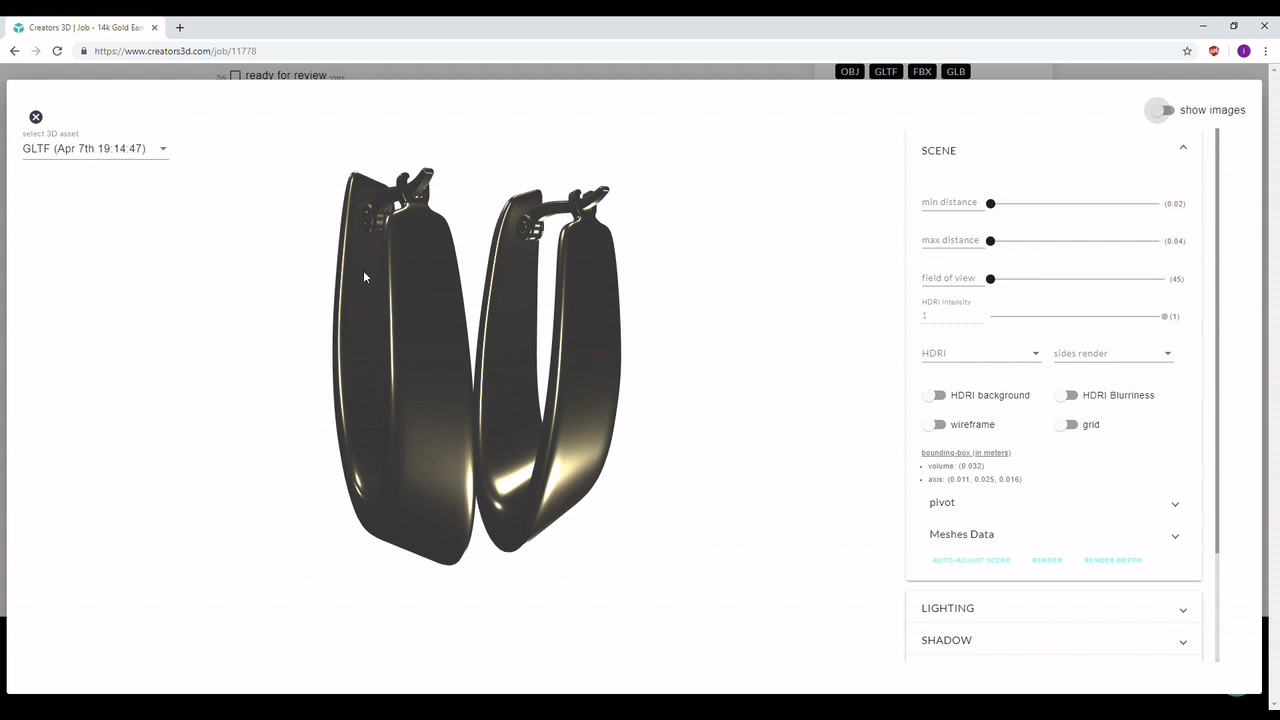 Creators 3D | Job - 14k Gold Ear
https://www.creators3d.com/job/11778
36 ready for review
OBJ GLTF FBX GLB
show images
select 3D asset
GLTF (Apr 7th 19:14:47)
SCENE
min distance (0.02)
max distance (0.04)
field of view (45)
HDRI Intensity
1 (1)
HDRI sides render
HDRI background HDRI Blurriness
wireframe grid
bounding-box (in meters)
volume: (0.032)
axis: (0.011, 0.025, 0.016)
pivot
Meshes Data
AUTO-ADJUST SCENE RENDER RENDER DEPTH
LIGHTING
SHADOW